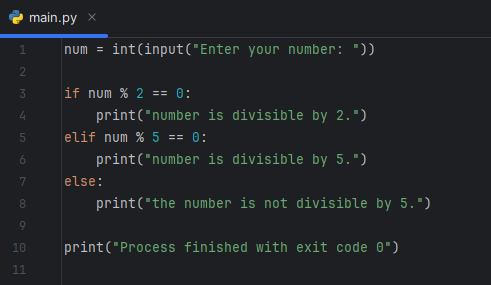 main.py ×
1 num = int(input("Enter your number: "))
2
3 if num % 2 == 0:
4     print("number is divisible by 2.")
5 elif num % 5 == 0:
6     print("number is divisible by 5.")
7 else:
8     print("the number is not divisible by 5.")
9
10 print("Process finished with exit code 0")
11